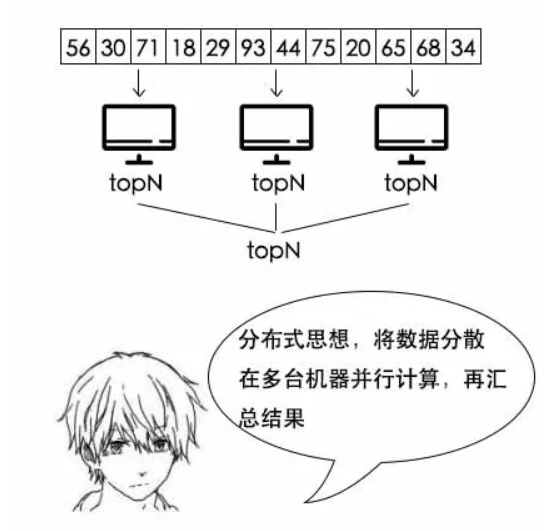 56 30 71 18 29 93 44 75 20 65 68 34
topN topN topN
topN
分布式思想，将数据分散
在多台机器并行计算，再汇
总结果